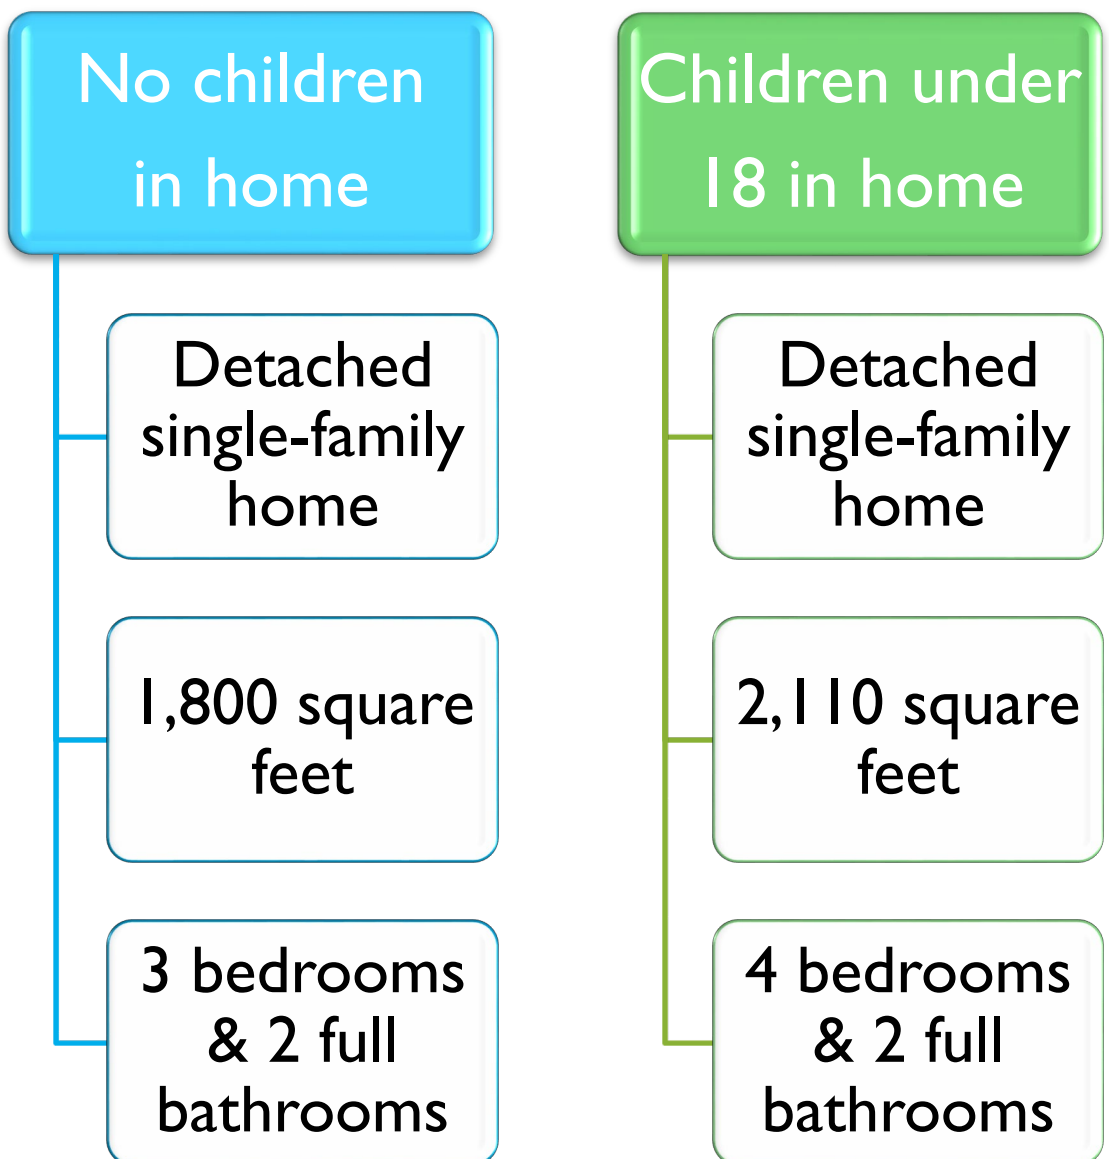 No children
in home
Detached
single-family
home
1,800 square
feet
3 bedrooms
& 2 full
bathrooms
Children under
18 in home
Detached
single-family
home
2,110 square
feet
4 bedrooms
& 2 full
bathrooms